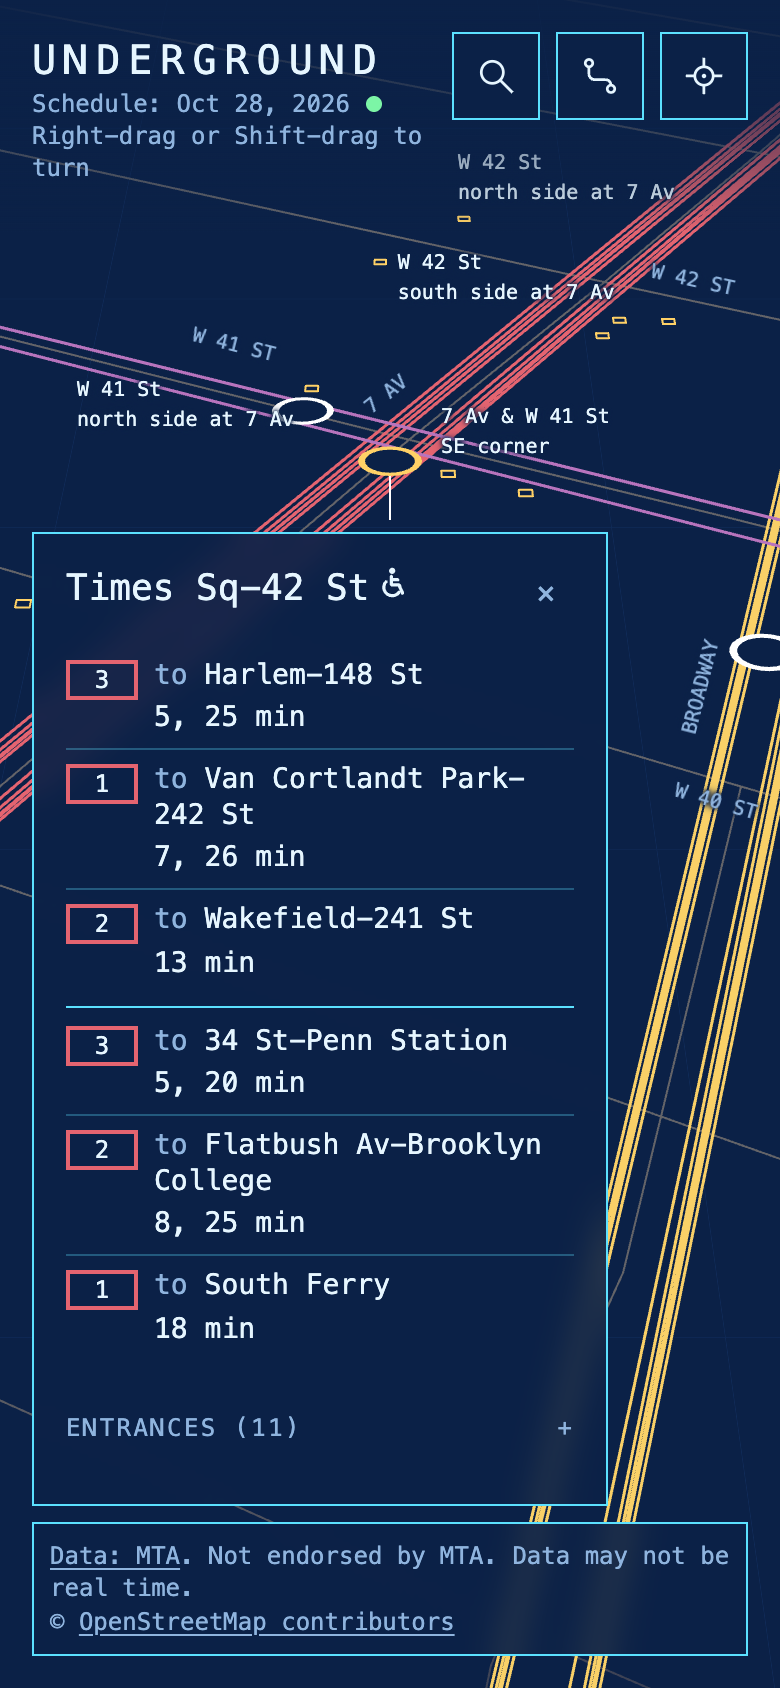 UNDERGROUND
Schedule: Oct 28, 2026
Right-drag or Shift-drag to
turn
W 42 St
north side at 7 Av
W 42 St
south side at 7 Av
W 42 ST
W 41 ST
W 41 St
north side at 7 Av
7 AV
7 Av & W 41 St
SE corner
Times Sq-42 St
×
3 to Harlem-148 St
5, 25 min
1 to Van Cortlandt Park-
242 St
7, 26 min
2 to Wakefield-241 St
13 min
3 to 34 St-Penn Station
5, 20 min
2 to Flatbush Av-Brooklyn
College
8, 25 min
1 to South Ferry
18 min
ENTRANCES (11) +
BROADWAY
W 40 ST
Data: MTA. Not endorsed by MTA. Data may not be
real time.
© OpenStreetMap contributors